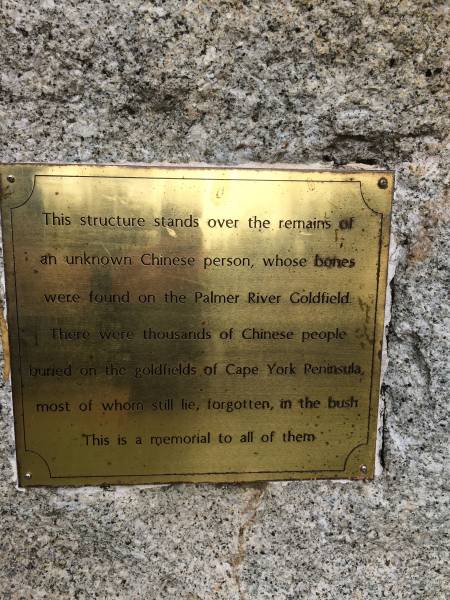 This structure stands over the remains of
an unknown Chinese person, whose bones
were found on the Palmer River Goldfield.
There were thousands of Chinese people
buried on the goldfields of Cape York Peninsula,
most of whom still lie, forgotten, in the bush
This is a memorial to all of them